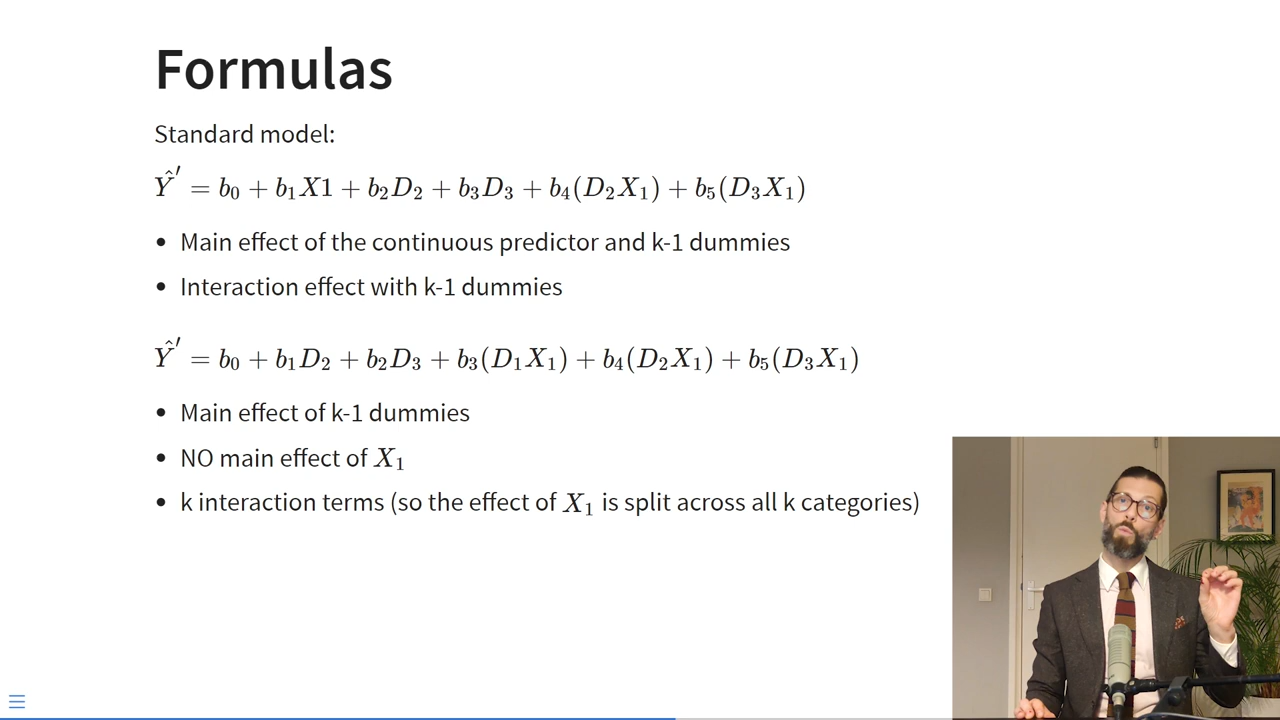 Formulas
Standard model:
Ŷ′ = b₀ + b₁X1 + b₂D₂ + b₃D₃ + b₄(D₂X₁) + b₅(D₃X₁)
• Main effect of the continuous predictor and k-1 dummies
• Interaction effect with k-1 dummies
Ŷ′ = b₀ + b₁D₂ + b₂D₃ + b₃(D₁X₁) + b₄(D₂X₁) + b₅(D₃X₁)
• Main effect of k-1 dummies
• NO main effect of X₁
• k interaction terms (so the effect of X₁ is split across all k categories)